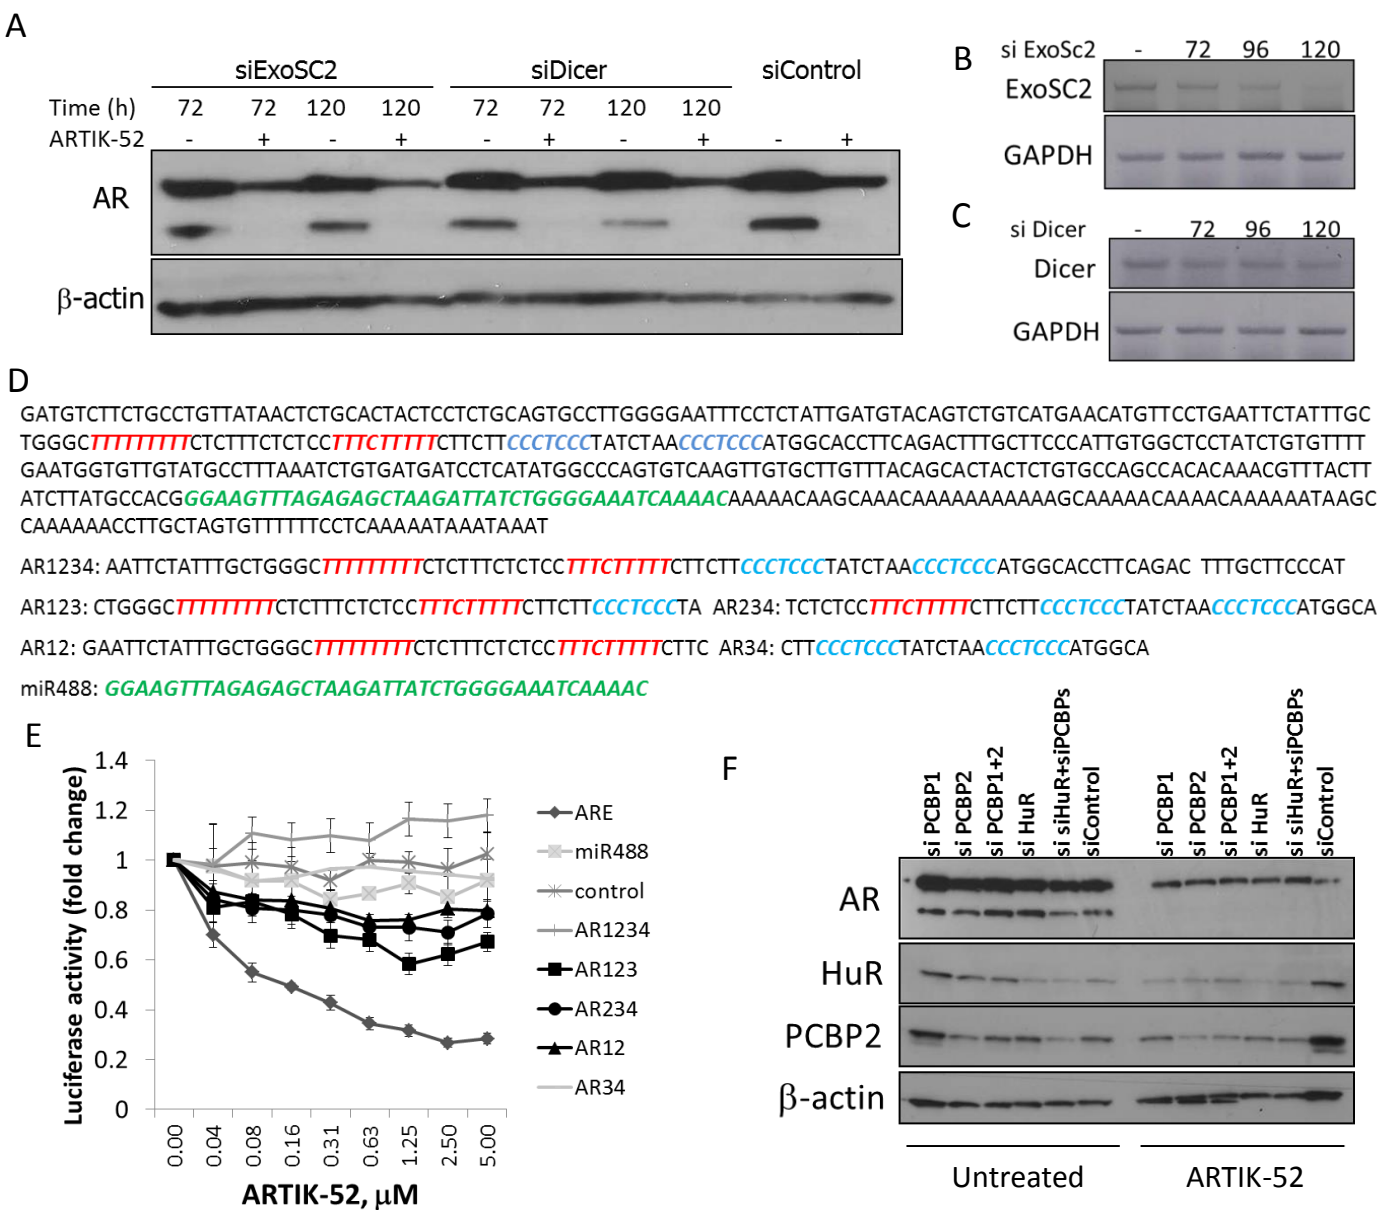 A
siExoSC2 siDicer siControl
Time (h) 72 72 120 120 72 72 120 120
ARTIK-52 - + - + - + - + - +
AR
β-actin
B
si ExoSc2 - 72 96 120
ExoSC2
GAPDH
C
si Dicer - 72 96 120
Dicer
GAPDH
D
GATGTCTTCTGCCTGTTATAACTCTGCACTACTCCTCTGCAGTGCCTTGGGGAATTTCCTCTATTGATGTACAGTCTGTCATGAACATGTTCCTGAATTCTATTTGC
TGGGCTTTTTTTTTCTCTTTCTCTCCTTTCTTTTTCTTCTTCCCTCCCTATCTAACCCTCCCATGGCACCTTCAGACTTTGCTTCCCATTGTGGCTCCTATCTGTGTTTT
GAATGGTGTTGTATGCCTTTAAATCTGTGATGATCCTCATATGGCCCAGTGTCAAGTTGTGCTTGTTTACAGCACTACTCTGTGCCAGCCACACAAACGTTTACTT
ATCTTATGCCACGGGAAGTTTAGAGAGCTAAGATTATCTGGGGAAATCAAAACAAAAACAAGCAAACAAAAAAAAAAAAGCAAAAACAAAACAAAAAATAAGC
CAAAAAACCTTGCTAGTGTTTTTTCCTCAAAAATAAATAAAT
AR1234: AATTCTATTTGCTGGGCTTTTTTTTTCTCTTTCTCTCCTTTCTTTTTCTTCTTCCCTCCCTATCTAACCCTCCCATGGCACCTTCAGAC TTTGCTTCCCAT
AR123: CTGGGCTTTTTTTTTCTCTTTCTCTCCTTTCTTTTTCTTCTTCCCTCCCTA AR234: TCTCTCCTTTCTTTTTCTTCTTCCCTCCCTATCTAACCCTCCCATGGCA
AR12: GAATTCTATTTGCTGGGCTTTTTTTTTCTCTTTCTCTCCTTTCTTTTTCTTC AR34: CTTCCCTCCCTATCTAACCCTCCCATGGCA
miR488: GGAAGTTTAGAGAGCTAAGATTATCTGGGGAAATCAAAAC
E
Luciferase activity (fold change)
1.4
1.2
1
0.8
0.6
0.4
0.2
0
0.00 0.04 0.08 0.16 0.31 0.63 1.25 2.50 5.00
ARTIK-52, μM
ARE
miR488
control
AR1234
AR123
AR234
AR12
AR34
F
si PCBP1 si PCBP2 si PCBP1+2 si HuR si siHuR+siPCBPs siControl si PCBP1 si PCBP2 si PCBP1+2 si HuR si siHuR+siPCBPs siControl
AR
HuR
PCBP2
β-actin
Untreated ARTIK-52